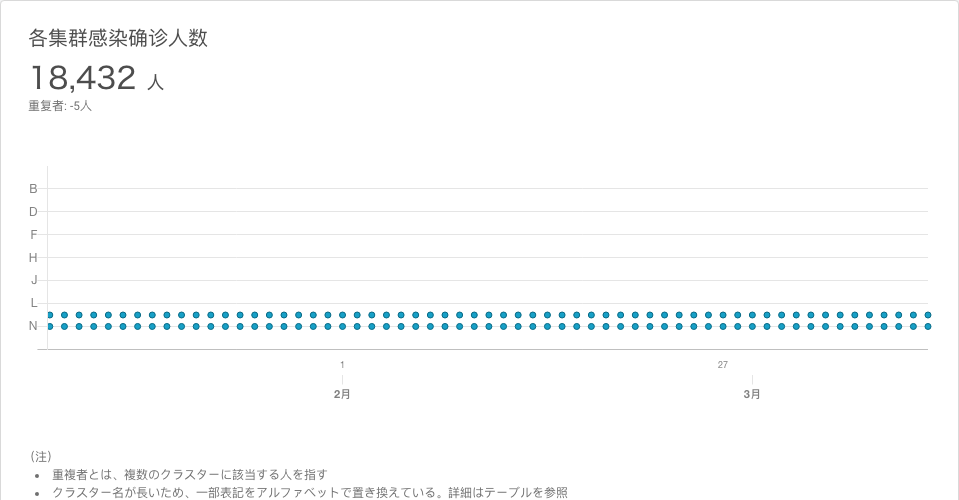 各集群感染确诊人数
18,432 人
重复者: -5人
B
D
F
H
J
L
N
1 27
2月 3月
（注）
• 重複者とは、複数のクラスターに該当する人を指す
• クラスター名が長いため、一部表記をアルファベットで置き換えている。詳細はテーブルを参照